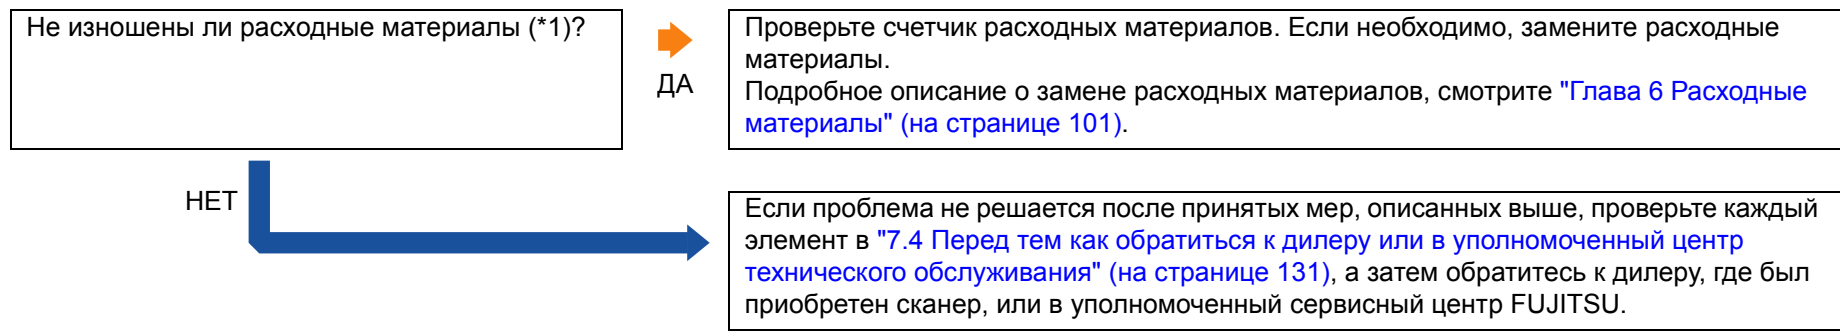 Не изношены ли расходные материалы (*1)?
ДА
Проверьте счетчик расходных материалов. Если необходимо, замените расходные
материалы.
Подробное описание о замене расходных материалов, смотрите "Глава 6 Расходные
материалы" (на странице 101).
НЕТ
Если проблема не решается после принятых мер, описанных выше, проверьте каждый
элемент в "7.4 Перед тем как обратиться к дилеру или в уполномоченный центр
технического обслуживания" (на странице 131), а затем обратитесь к дилеру, где был
приобретен сканер, или в уполномоченный сервисный центр FUJITSU.